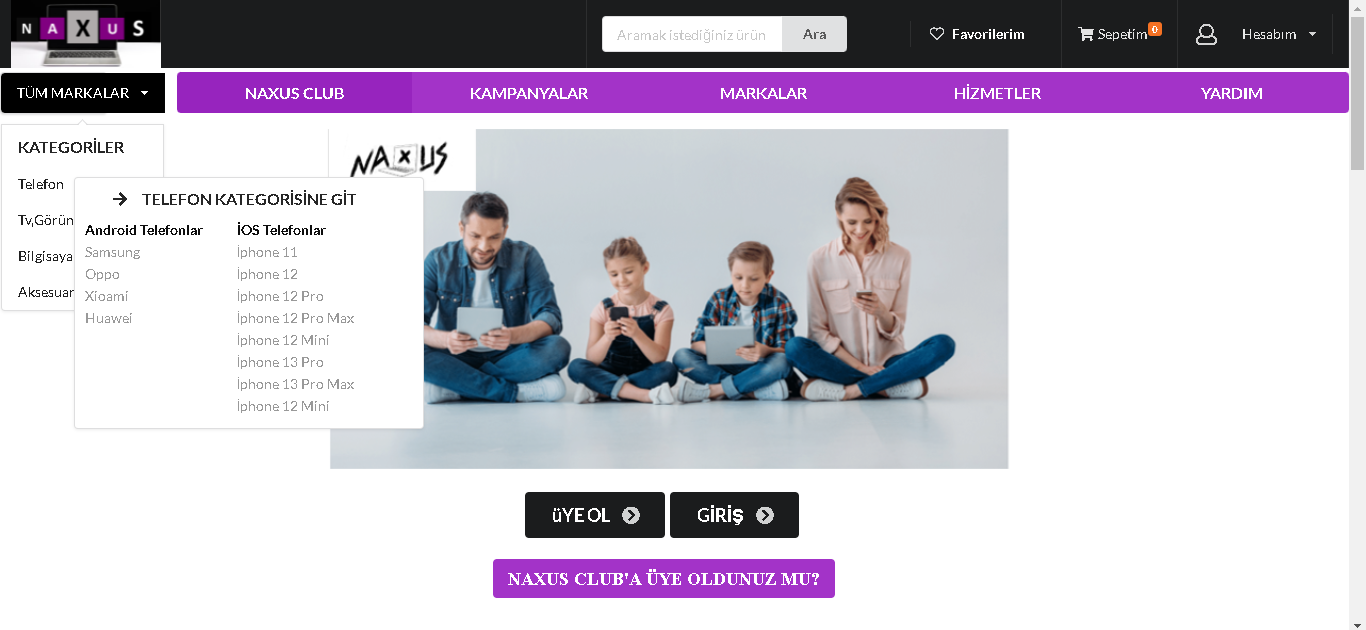 NAXUS
Aramak istediğiniz ürün
Ara
Favorilerim
Sepetim 0
Hesabım
TÜM MARKALAR
NAXUS CLUB
KAMPANYALAR
MARKALAR
HİZMETLER
YARDIM
KATEGORİLER
Telefon
Tv,Görün
Bilgisaya
Aksesuar
NAXUS
TELEFON KATEGORİSİNE GİT
Android Telefonlar
Samsung
Oppo
Xioami
Huawei
İOS Telefonlar
İphone 11
İphone 12
İphone 12 Pro
İphone 12 Pro Max
İphone 12 Mini
İphone 13 Pro
İphone 13 Pro Max
İphone 12 Mini
üYE OL
GİRİŞ
NAXUS CLUB'A ÜYE OLDUNUZ MU?